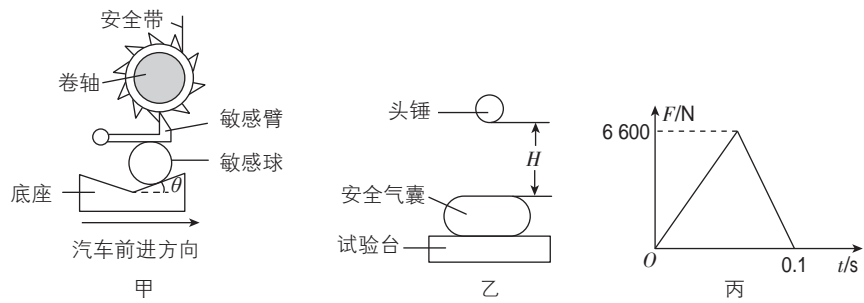 安全带
卷轴
敏感臂
敏感球
底座
θ
汽车前进方向
甲
头锤
H
安全气囊
试验台
乙
F/N
6 600
O
0.1
t/s
丙